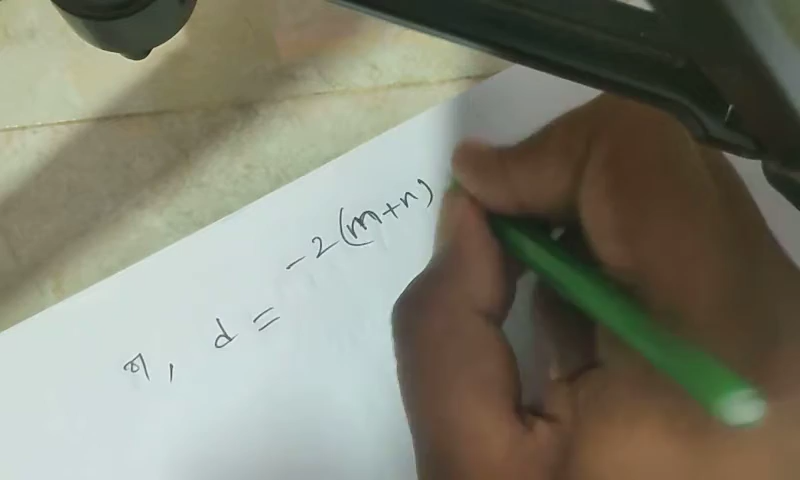 বা, d = -2(m+n)